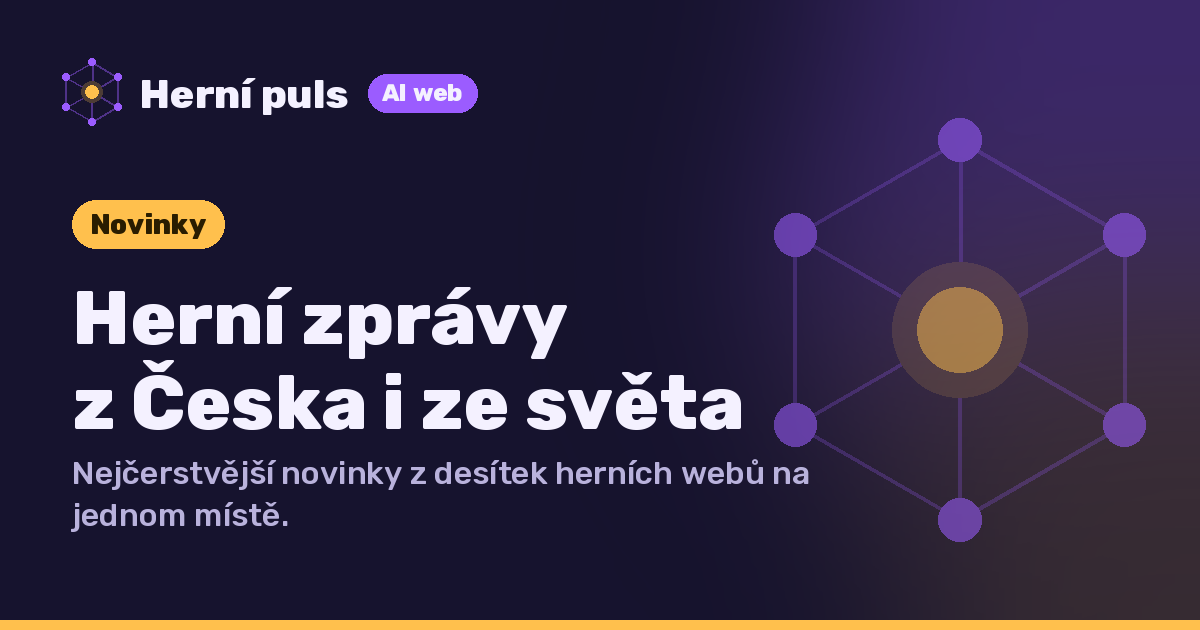 Herní puls
AI web
Novinky
Herní zprávy
z Česka i ze světa
Nejčerstvější novinky z desítek herních webů na
jednom místě.